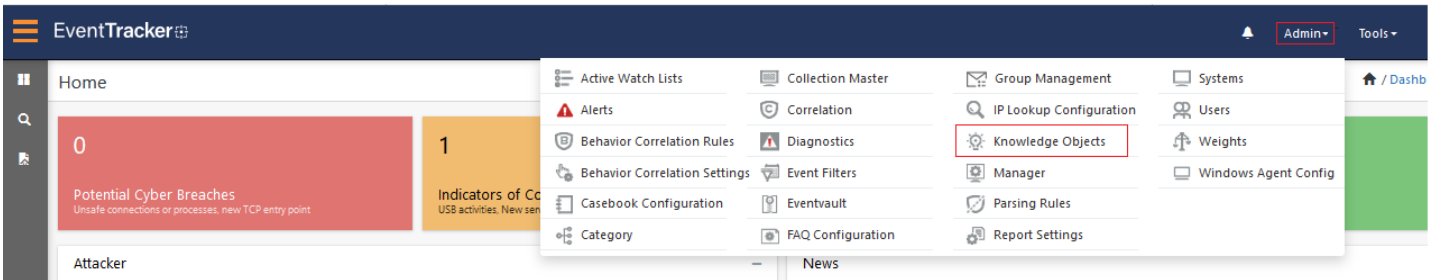 EventTracker
Admin
Tools
Home
/ Dashb
Active Watch Lists
Collection Master
Group Management
Systems
Alerts
Correlation
IP Lookup Configuration
Users
Behavior Correlation Rules
Diagnostics
Knowledge Objects
Weights
Behavior Correlation Settings
Event Filters
Manager
Windows Agent Config
Casebook Configuration
Eventvault
Parsing Rules
Category
FAQ Configuration
Report Settings
0
Potential Cyber Breaches
Unsafe connections or processes, new TCP entry point
1
Indicators of Co
USB activities, New ser
Attacker
News